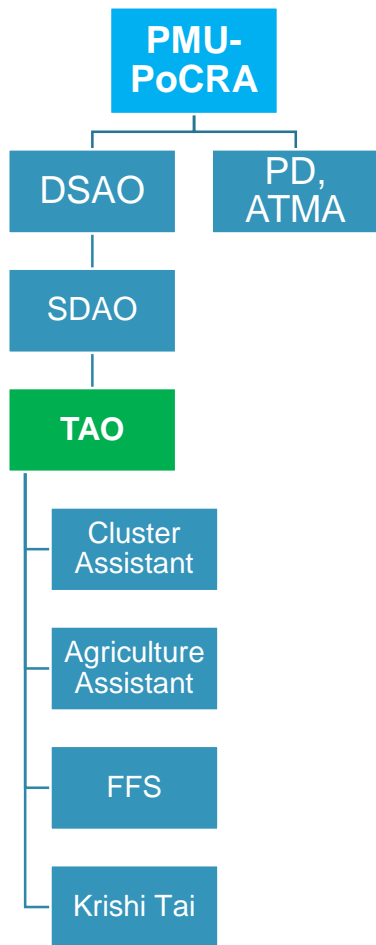 PMU-
PoCRA
DSAO
PD,
ATMA
SDAO
TAO
Cluster
Assistant
Agriculture
Assistant
FFS
Krishi Tai